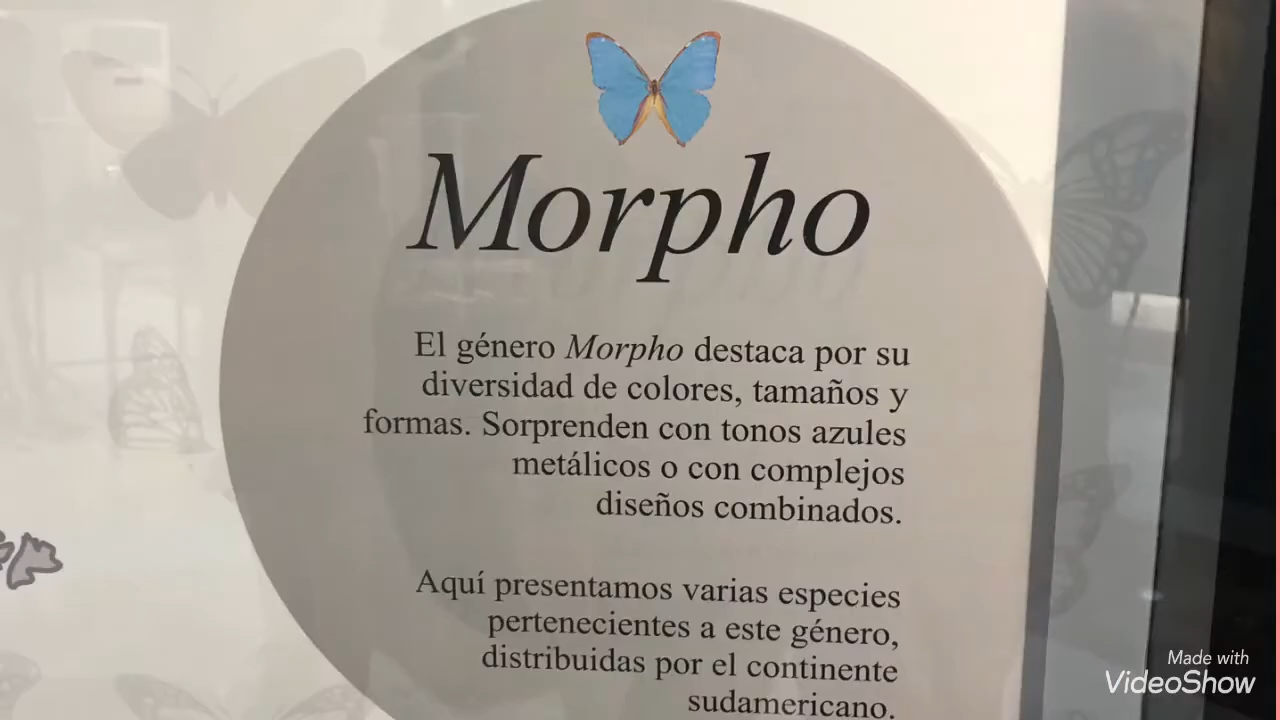 Morpho
El género Morpho destaca por su
diversidad de colores, tamaños y
formas. Sorprenden con tonos azules
metálicos o con complejos
diseños combinados.
Aquí presentamos varias especies
pertenecientes a este género,
distribuidas por el continente
sudamericano.
Made with
VideoShow